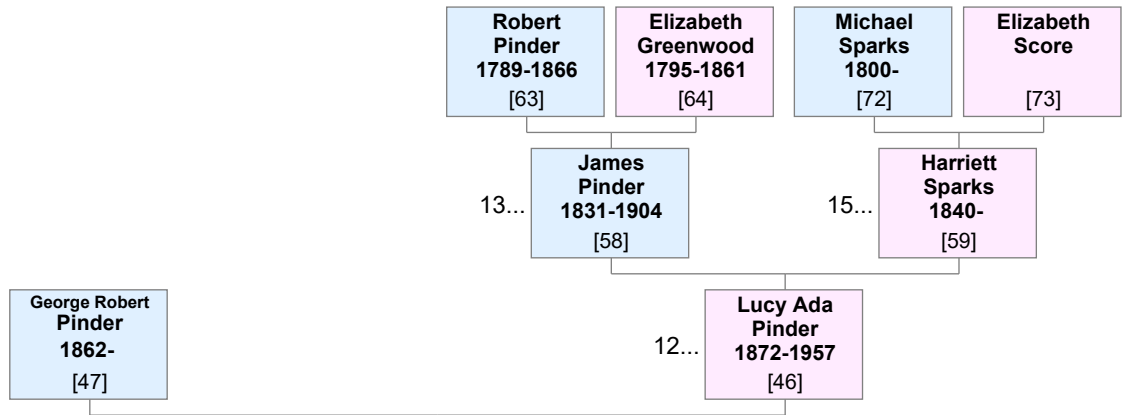 Robert
Pinder
1789-1866
[63]
Elizabeth
Greenwood
1795-1861
[64]
Michael
Sparks
1800-
[72]
Elizabeth
Score
[73]
13...
James
Pinder
1831-1904
[58]
15...
Harriett
Sparks
1840-
[59]
George Robert
Pinder
1862-
[47]
12...
Lucy Ada
Pinder
1872-1957
[46]